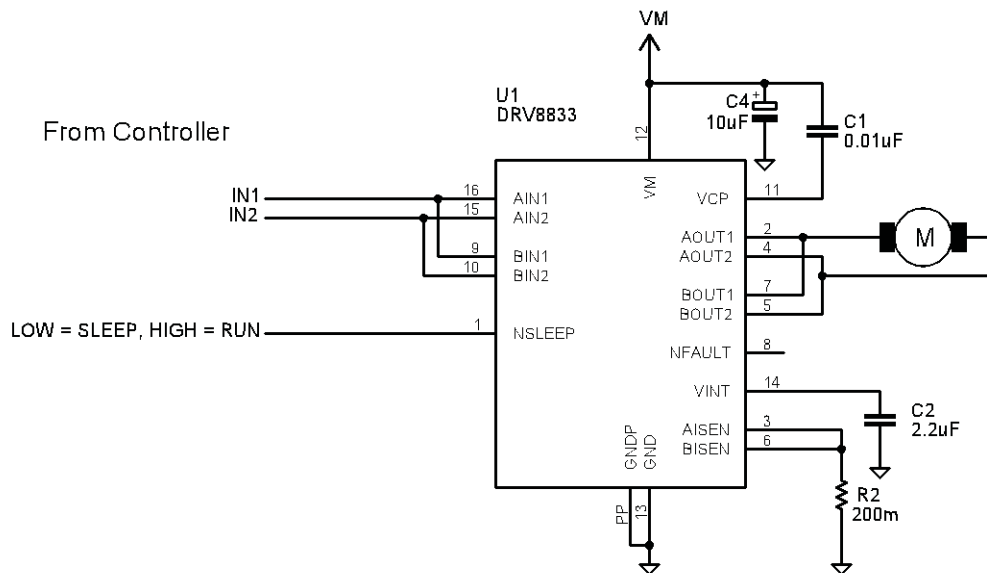 VM
U1
DRV8833
C4
10uF
+
C1
0.01uF
From Controller
12
VM
IN1
16
AIN1
VCP
11
IN2
15
AIN2
AOUT1
2
M
AOUT2
4
9
BIN1
10
BIN2
BOUT1
7
BOUT2
5
LOW = SLEEP, HIGH = RUN
1
NSLEEP
NFAULT
8
VINT
14
C2
2.2uF
AISEN
3
BISEN
6
GNDP
GND
PP
13
R2
200m